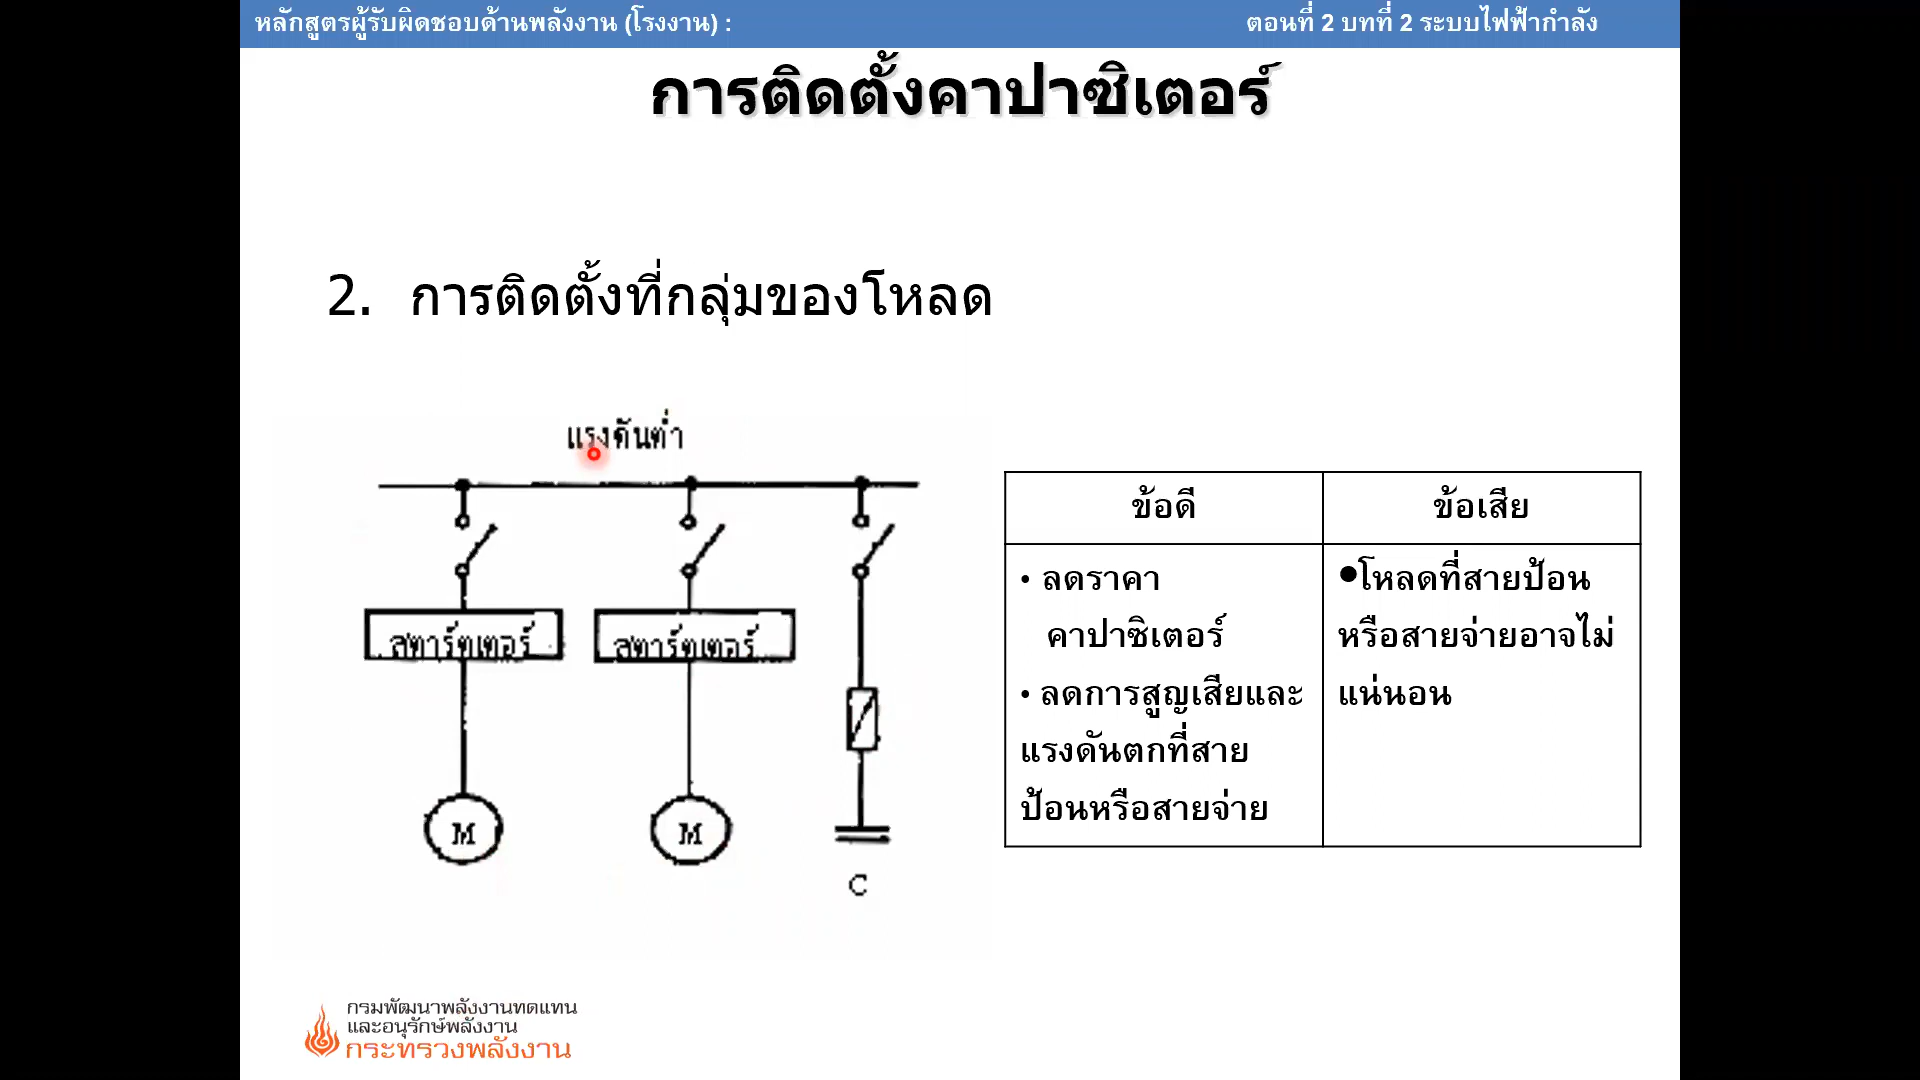 หลักสูตรผู้รับผิดชอบด้านพลังงาน (โรงงาน) :
ตอนที่ 2 บทที่ 2 ระบบไฟฟ้ากำลัง
การติดตั้งคาปาซิเตอร์
2. การติดตั้งที่กลุ่มของโหลด
แรงดันต่ำ
สตาร์ทเตอร์
สตาร์ทเตอร์
M
M
C
ข้อดี
ข้อเสีย
• ลดราคา
คาปาซิเตอร์
• ลดการสูญเสียและ
แรงดันตกที่สาย
ป้อนหรือสายจ่าย
•โหลดที่สายป้อน
หรือสายจ่ายอาจไม่
แน่นอน
กรมพัฒนาพลังงานทดแทน
และอนุรักษ์พลังงาน
กระทรวงพลังงาน